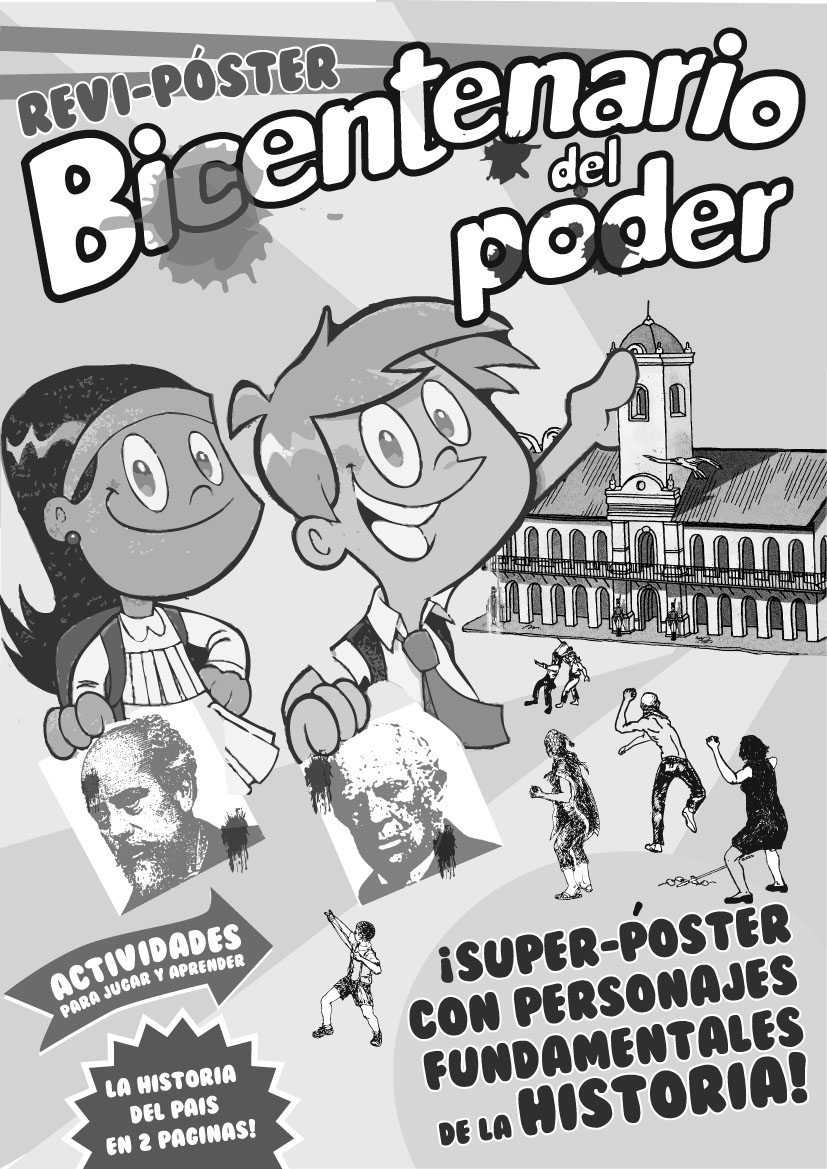 REVI-PÓSTER
Bicentenario
del
poder
ACTIVIDADES
PARA JUGAR Y APRENDER
LA HISTORIA
DEL PAIS
EN 2 PAGINAS!
¡SUPER-ṔOSTER
CON PERSONAJES
FUNDAMENTALES
DE LA HISTORIA!